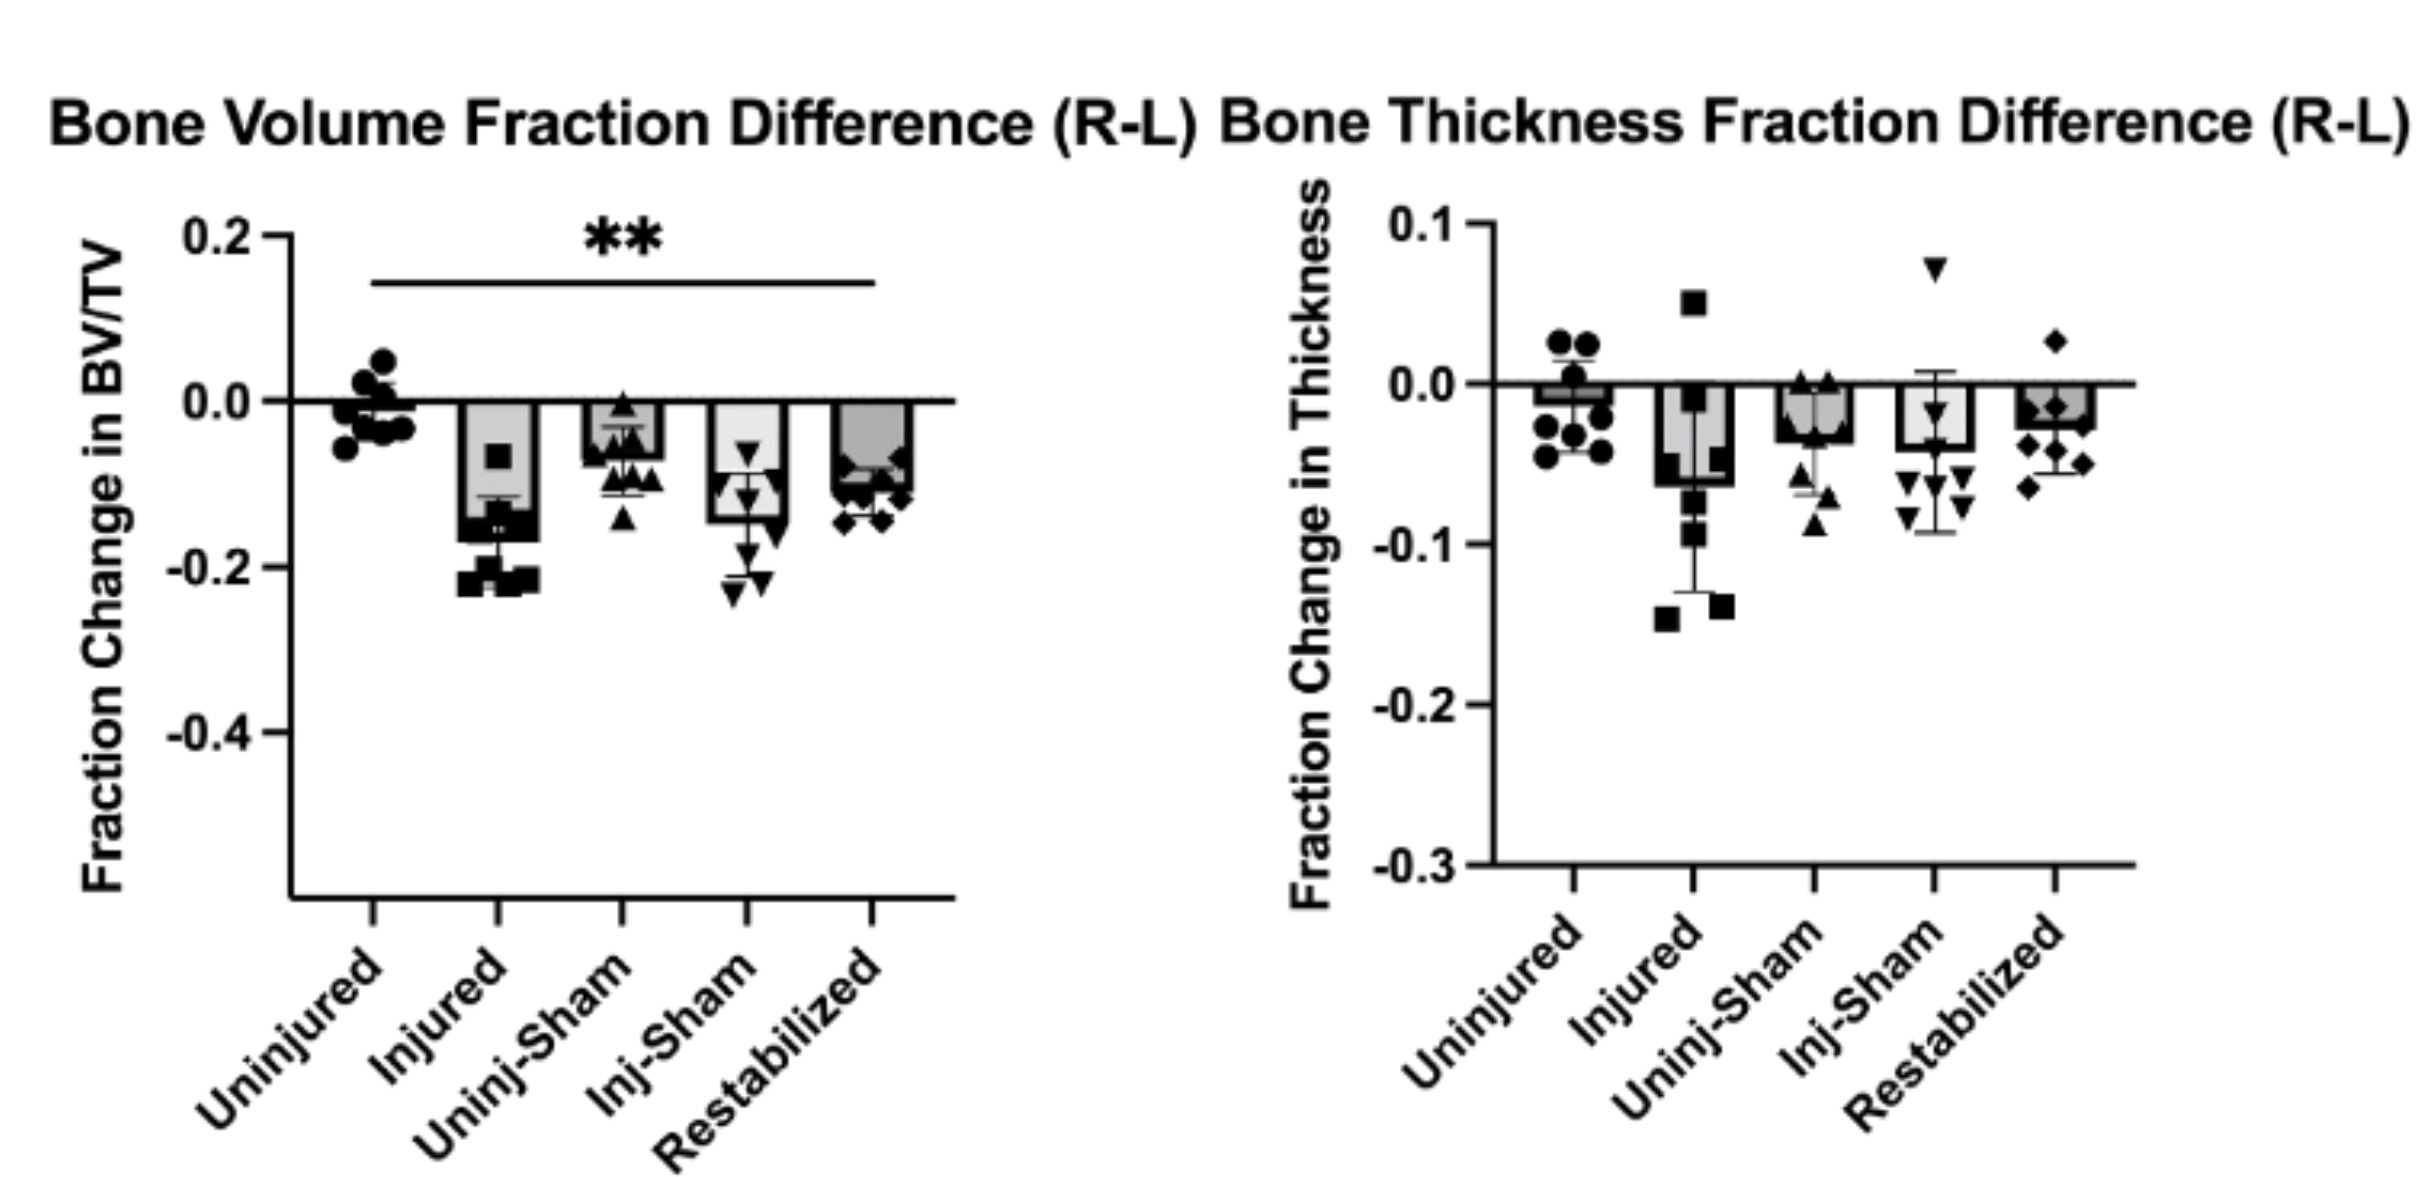 Bone Volume Fraction Difference (R-L)
Fraction Change in BV/TV
0.2
0.0
-0.2
-0.4
**
Uninjured
Injured
Uninj-Sham
Inj-Sham
Restabilized
Bone Thickness Fraction Difference (R-L)
Fraction Change in Thickness
0.1
0.0
-0.1
-0.2
-0.3
Uninjured
Injured
Uninj-Sham
Inj-Sham
Restabilized